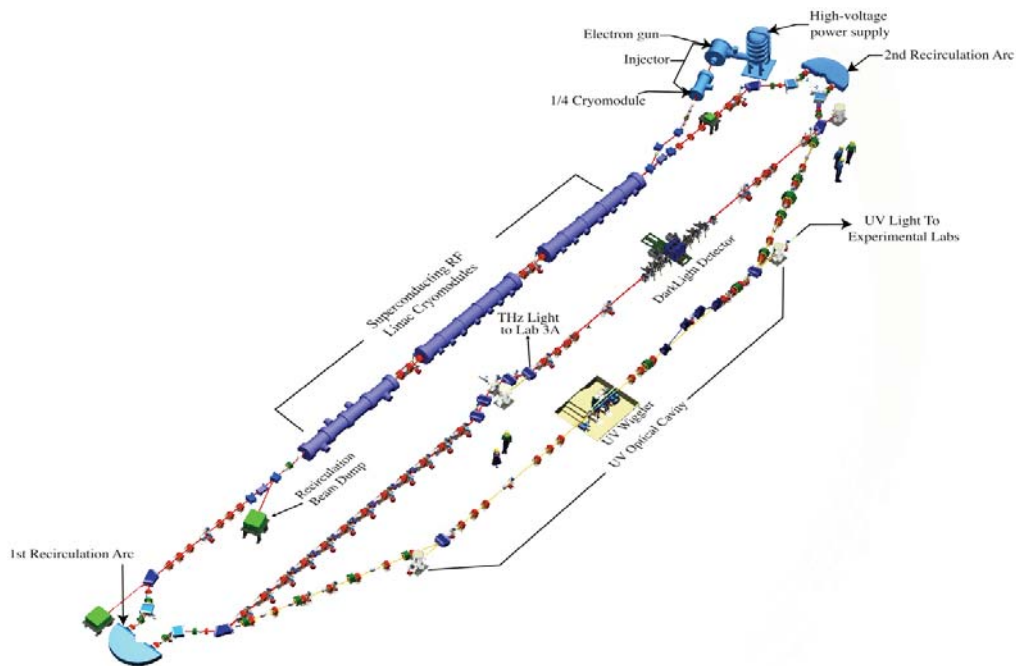 High-voltage
power supply
Electron gun
Injector
2nd Recirculation Arc
1/4 Cryomodule
UV Light To
Experimental Labs
Superconducting RF
Linac Cryomodules
DarkLight Detector
THz Light
to Lab 3A
UV Wiggler
UV Optical Cavity
Recirculation
Beam Dump
1st Recirculation Arc